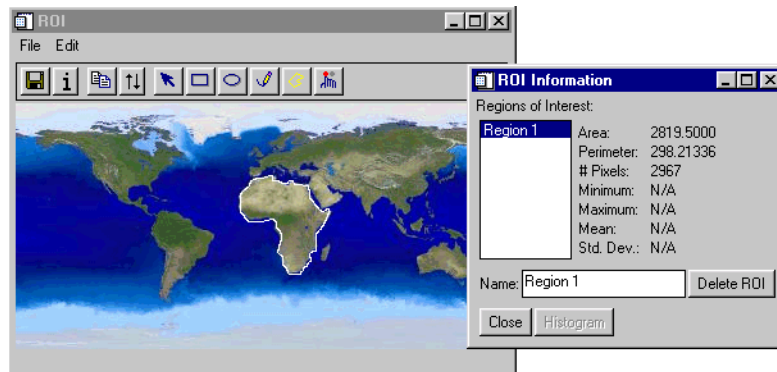 ROI
File Edit
ROI Information
Regions of Interest:
Region 1
Area: 2819.5000
Perimeter: 298.21336
# Pixels: 2967
Minimum: N/A
Maximum: N/A
Mean: N/A
Std. Dev.: N/A
Name: Region 1 Delete ROI
Close Histogram